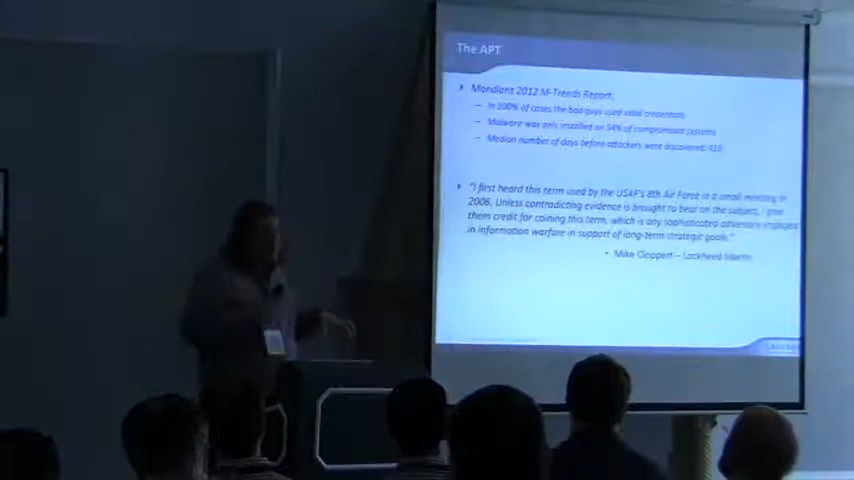 The APT
Mandiant 2012 M-Trends Report:
– In 100% of cases the bad guys used valid credentials
– Malware was only installed on 54% of compromised systems
– Median number of days before attackers were discovered: 416
"I first heard this term used by the USAF's 8th Air Force in a small meeting in
2006. Unless contradicting evidence is brought to bear on the subject, I give
them credit for coining this term, which is any sophisticated adversary engaged
in information warfare in support of long-term strategic goals."
• Mike Cloppert – Lockheed Martin